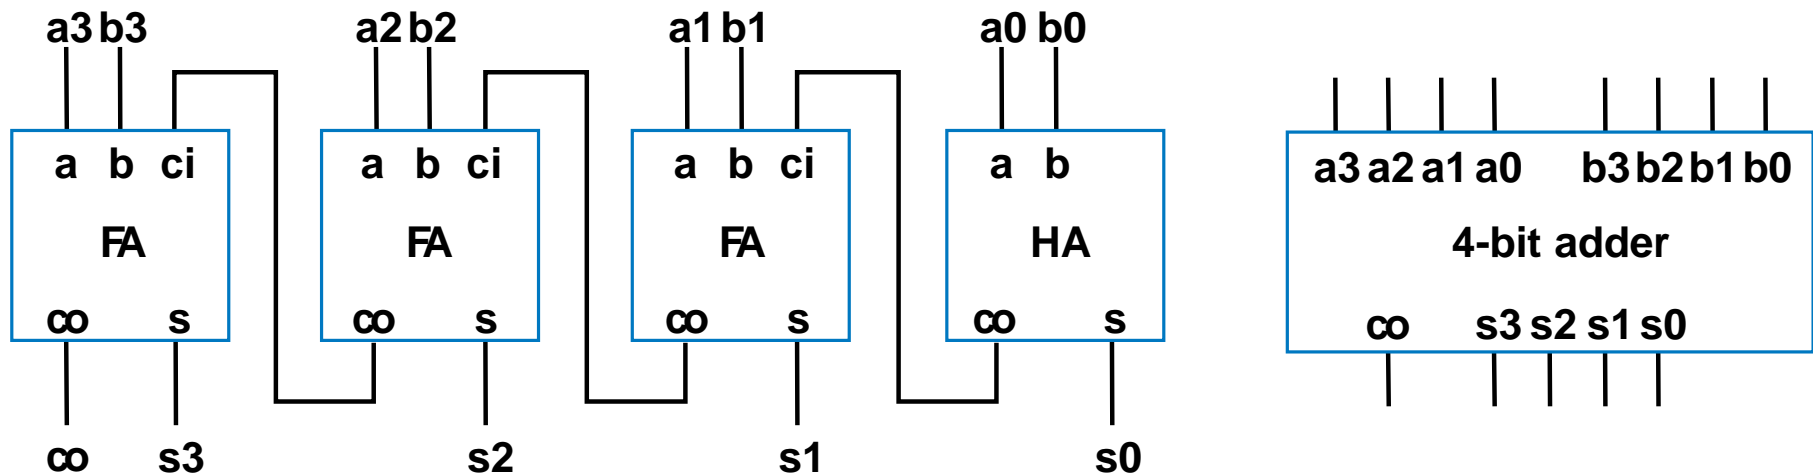 a3 b3 a2 b2 a1 b1 a0 b0
a b ci a b ci a b ci a b a3 a2 a1 a0 b3 b2 b1 b0
FA FA FA HA 4-bit adder
co s co s co s co s co s3 s2 s1 s0
co s3 s2 s1 s0